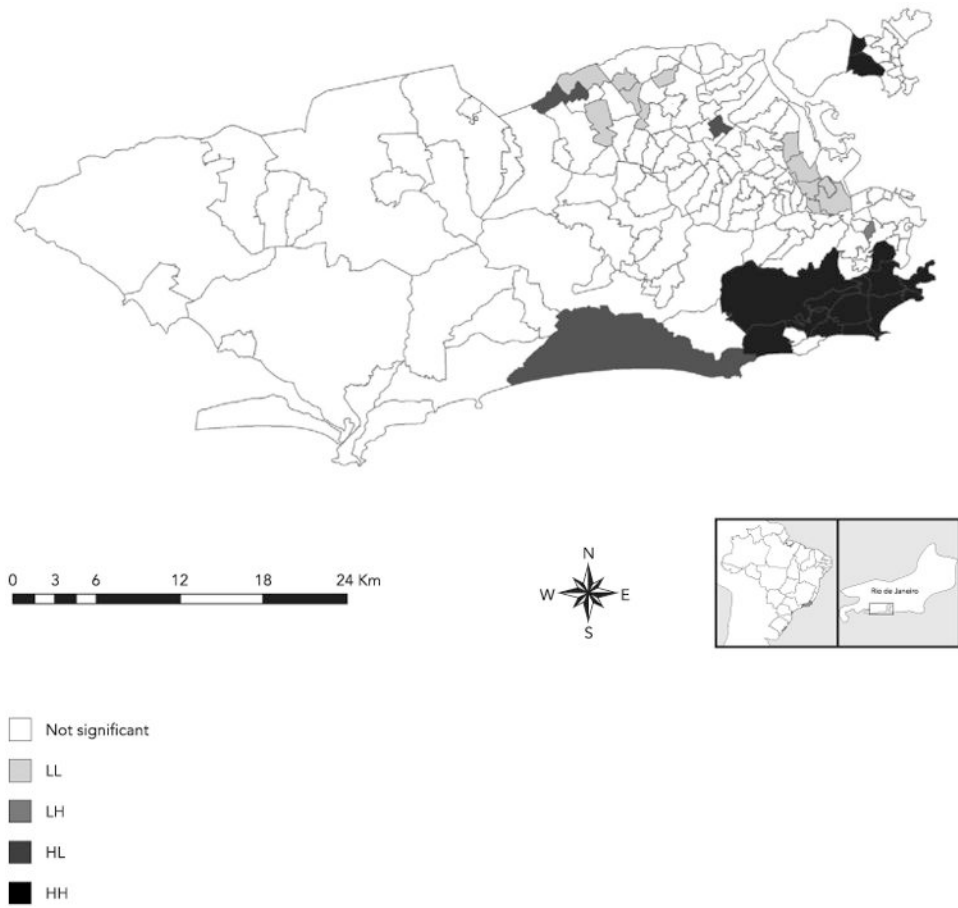 0 3 6 12 18 24 Km
N
W E
S
Rio de Janeiro
Not significant
LL
LH
HL
HH